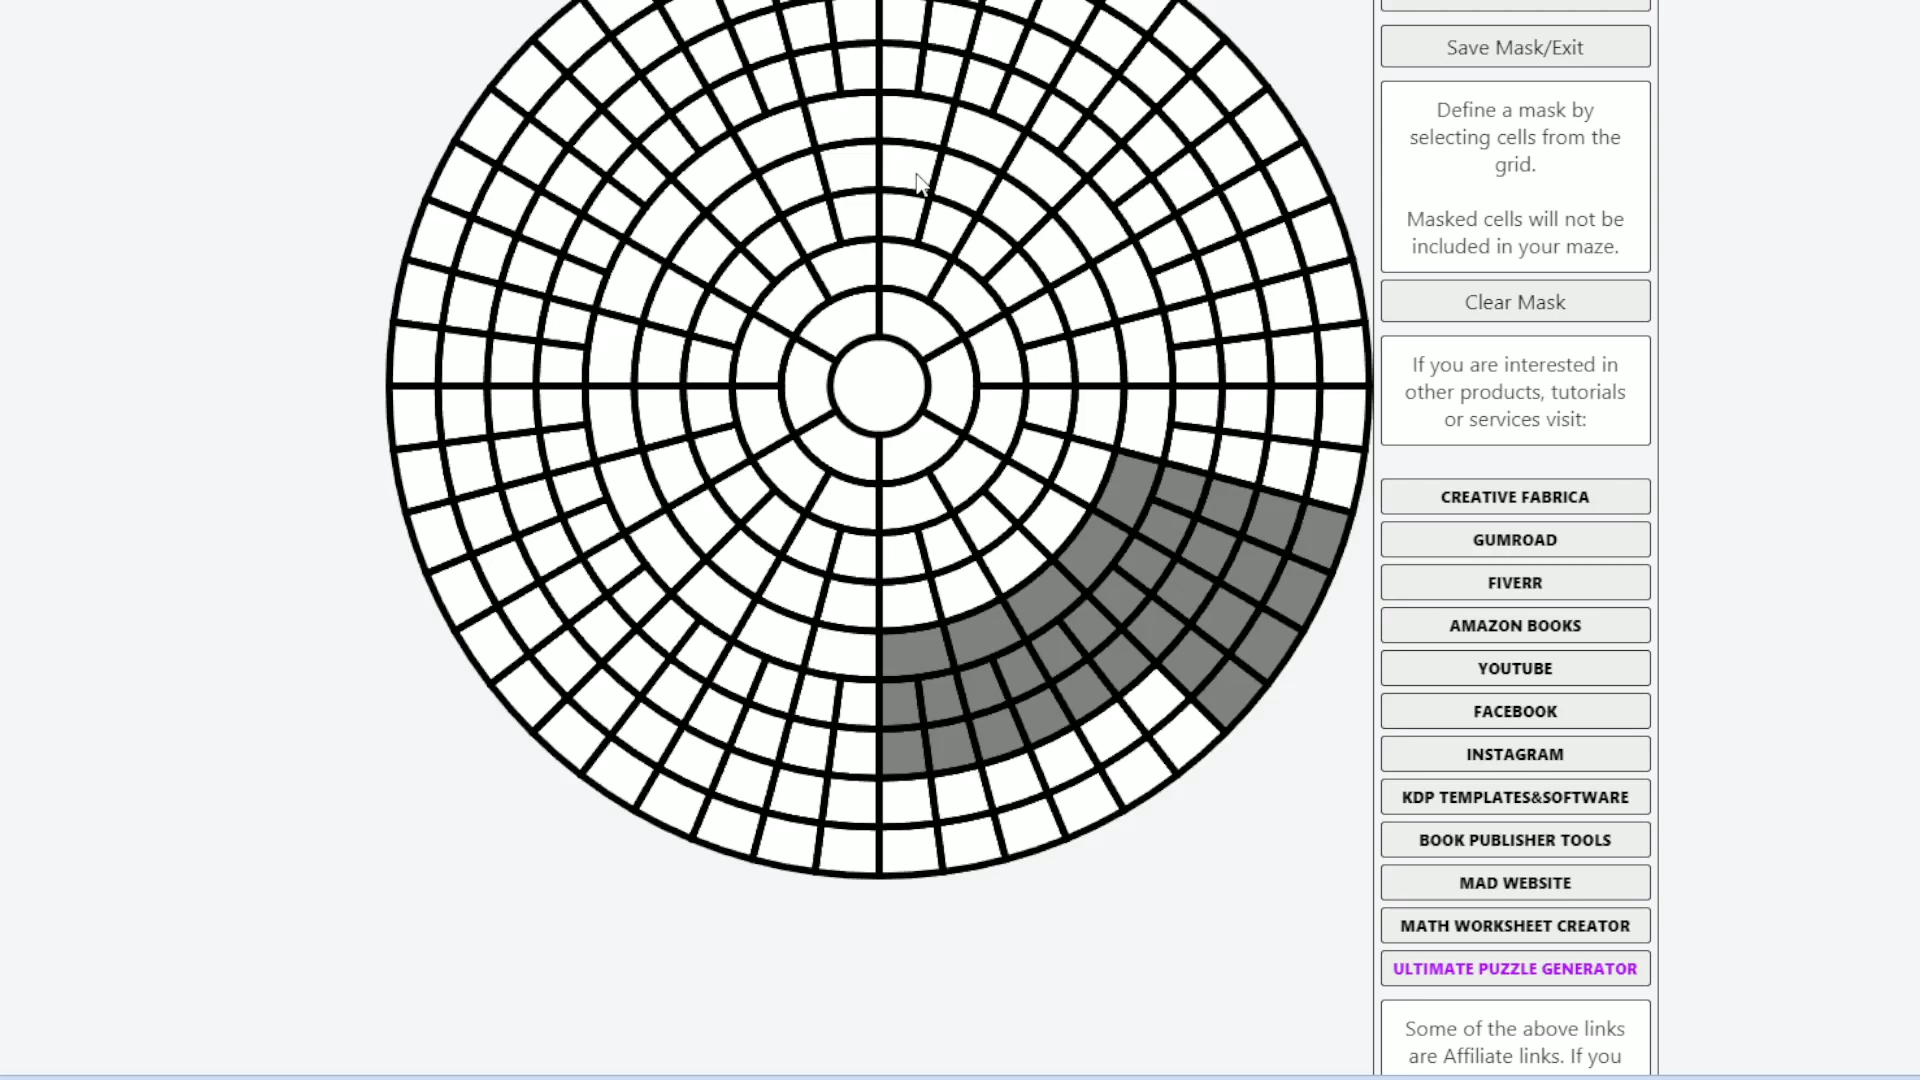 Save Mask/Exit
Define a mask by
selecting cells from the
grid.
Masked cells will not be
included in your maze.
Clear Mask
If you are interested in
other products, tutorials
or services visit:
CREATIVE FABRICA
GUMROAD
FIVERR
AMAZON BOOKS
YOUTUBE
FACEBOOK
INSTAGRAM
KDP TEMPLATES&SOFTWARE
BOOK PUBLISHER TOOLS
MAD WEBSITE
MATH WORKSHEET CREATOR
ULTIMATE PUZZLE GENERATOR
Some of the above links
are Affiliate links. If you